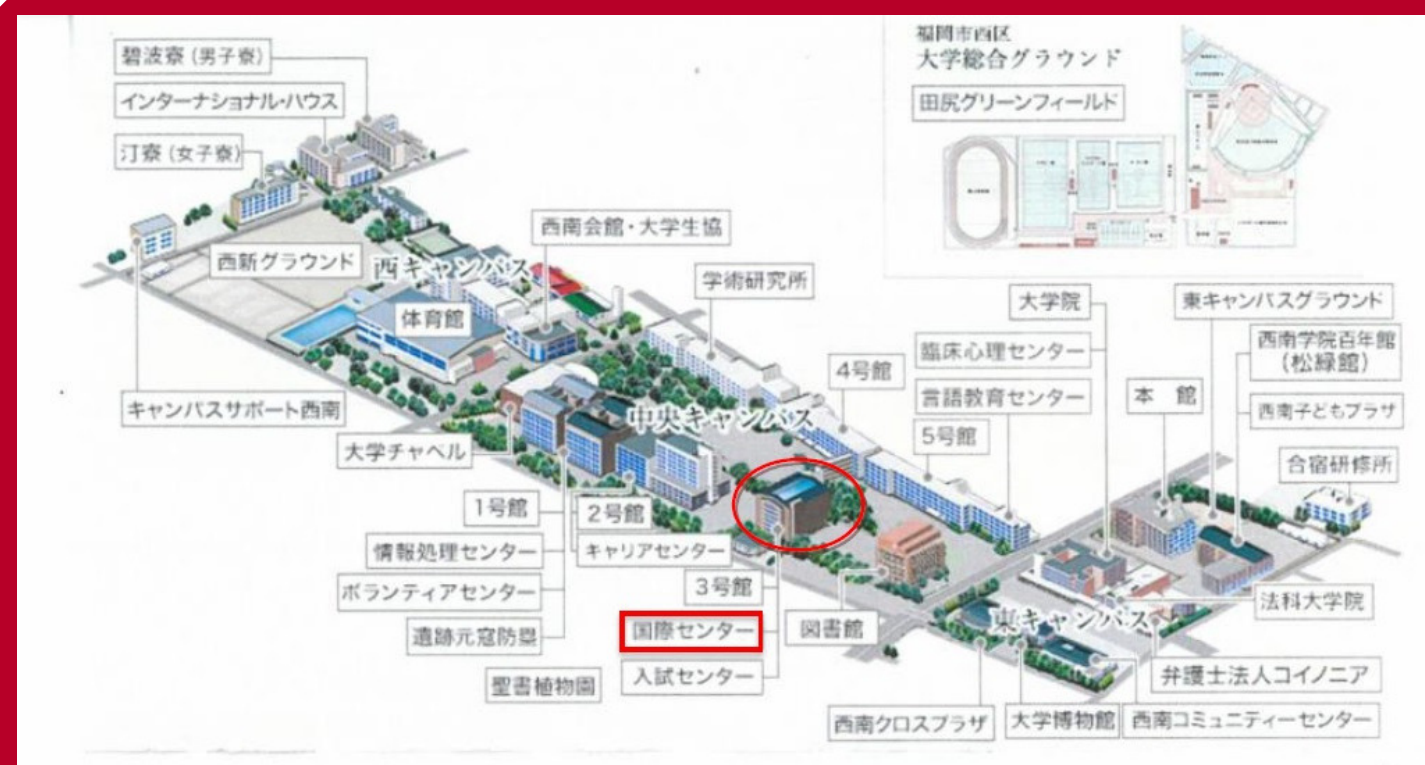 碧波寮(男子寮)
インターナショナル・ハウス
汀寮(女子寮)
西新グラウンド
西キャンパス
体育館
西南会館・大学生協
学術研究所
キャンパスサポート西南
大学チャペル
中央キャンパス
1号館
2号館
情報処理センター
キャリアセンター
ボランティアセンター
遺跡元寇防塁
聖書植物園
3号館
国際センター
入試センター
図書館
4号館
5号館
大学院
臨床心理センター
言語教育センター
本館
東キャンパスグラウンド
西南学院百年館
(松緑館)
西南子どもプラザ
合宿研修所
法科大学院
東キャンパス
弁護士法人コイノニア
西南クロスプラザ
大学博物館
西南コミュニティーセンター
福岡市西区
大学総合グラウンド
田尻グリーンフィールド